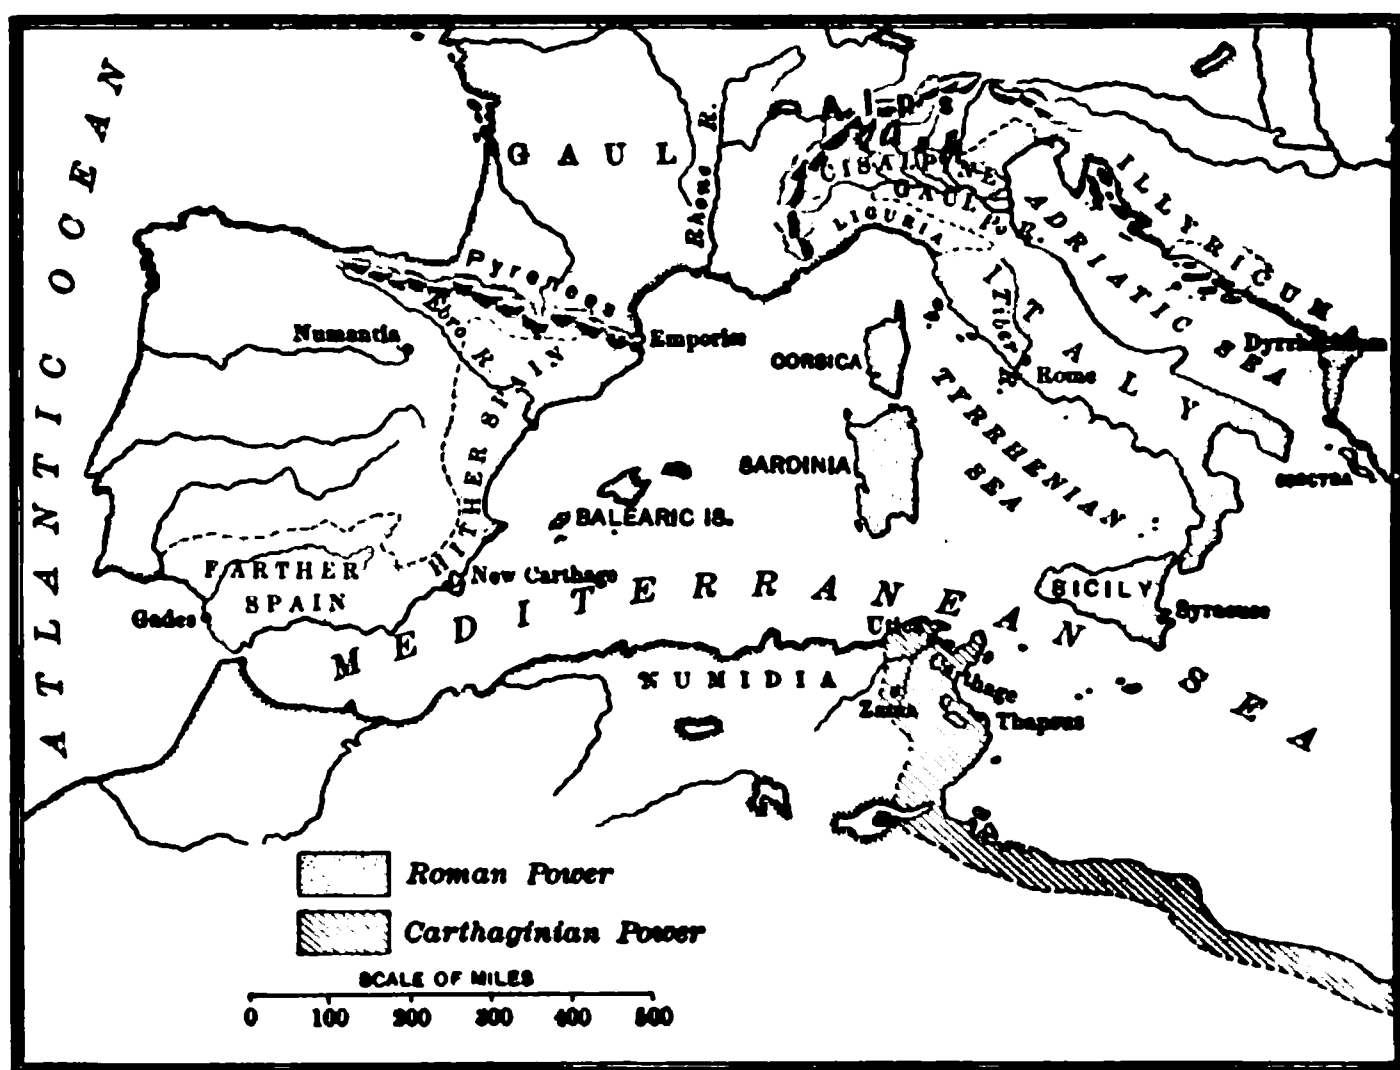 ATLANTIC OCEAN
GAUL
Rhone R.
Alps
CISALPINE
GAUL
Po R.
LIGURIA
ILLYRICUM
ADRIATIC SEA
Pyrenees
Ebro R.
Numantia
Emporiae
HITHER SPAIN
CORSICA
ITALY
Tiber R.
Rome
TYRRHENIAN
SEA
SARDINIA
BALEARIC IS.
FARTHER
SPAIN
Gades
New Carthage
MEDITERRANEAN SEA
SICILY
Syracuse
Utica
Carthage
NUMIDIA
Zama
Thapsus
Roman Power
Carthaginian Power
SCALE OF MILES
0 100 200 300 400 500